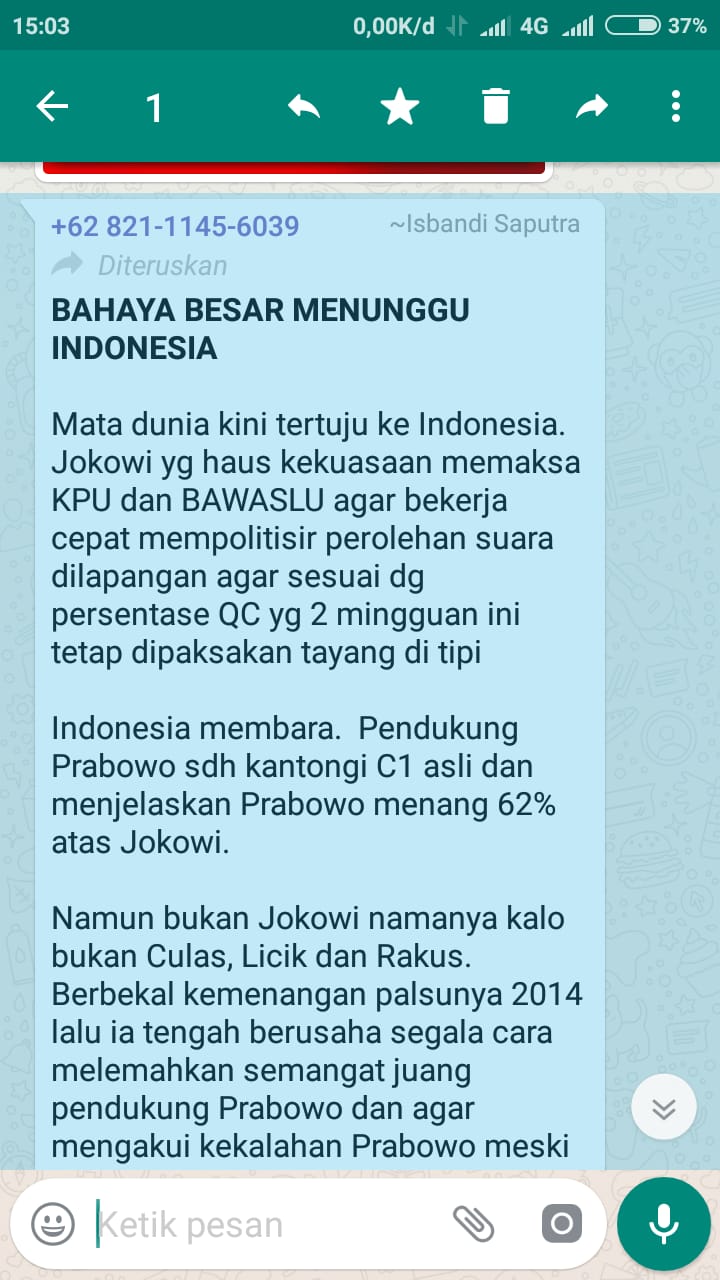 15:03 0,00K/d 4G 37%
1
+62 821-1145-6039 ~Isbandi Saputra
Diteruskan
BAHAYA BESAR MENUNGGU
INDONESIA
Mata dunia kini tertuju ke Indonesia.
Jokowi yg haus kekuasaan memaksa
KPU dan BAWASLU agar bekerja
cepat mempolitisir perolehan suara
dilapangan agar sesuai dg
persentase QC yg 2 mingguan ini
tetap dipaksakan tayang di tipi
Indonesia membara.  Pendukung
Prabowo sdh kantongi C1 asli dan
menjelaskan Prabowo menang 62%
atas Jokowi.
Namun bukan Jokowi namanya kalo
bukan Culas, Licik dan Rakus.
Berbekal kemenangan palsunya 2014
lalu ia tengah berusaha segala cara
melemahkan semangat juang
pendukung Prabowo dan agar
mengakui kekalahan Prabowo meski
Ketik pesan